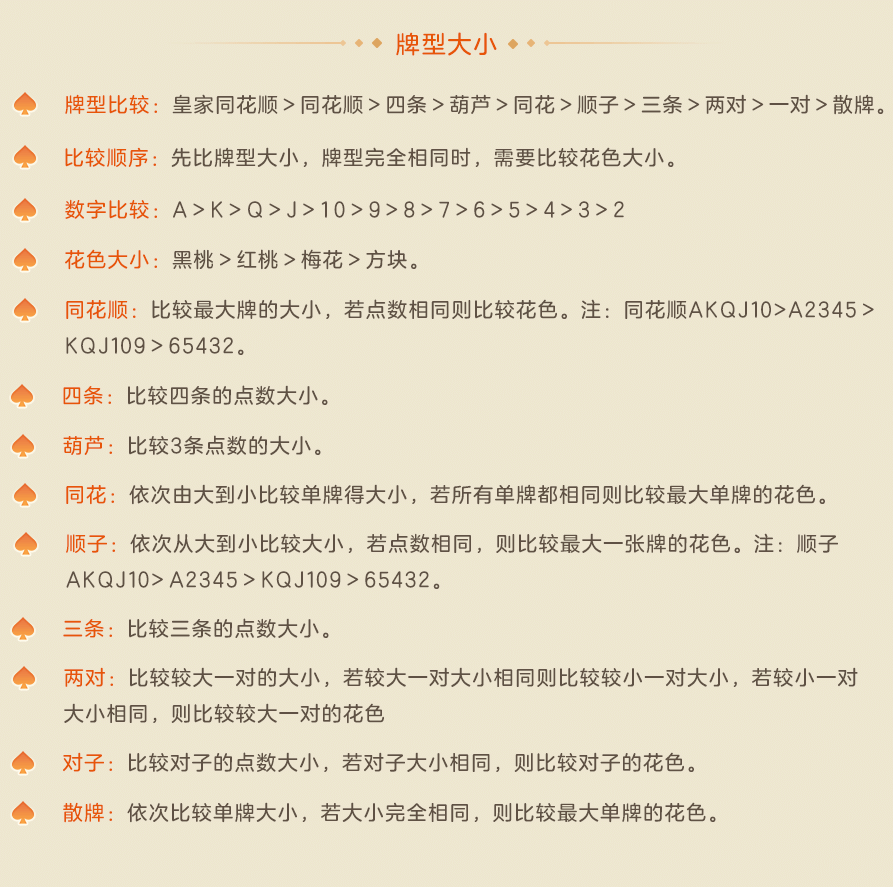 牌型大小
牌型比较：皇家同花顺＞同花顺＞四条＞葫芦＞同花＞顺子＞三条＞两对＞一对＞散牌。
比较顺序：先比牌型大小，牌型完全相同时，需要比较花色大小。
数字比较：A＞K＞Q＞J＞10＞9＞8＞7＞6＞5＞4＞3＞2
花色大小：黑桃＞红桃＞梅花＞方块。
同花顺：比较最大牌的大小，若点数相同则比较花色。注：同花顺AKQJ10>A2345＞
KQJ109＞65432。
四条：比较四条的点数大小。
葫芦：比较3条点数的大小。
同花：依次由大到小比较单牌得大小，若所有单牌都相同则比较最大单牌的花色。
顺子：依次从大到小比较大小，若点数相同，则比较最大一张牌的花色。注：顺子
AKQJ10>A2345＞KQJ109＞65432。
三条：比较三条的点数大小。
两对：比较较大一对的大小，若较大一对大小相同则比较较小一对大小，若较小一对
大小相同，则比较较大一对的花色
对子：比较对子的点数大小，若对子大小相同，则比较对子的花色。
散牌：依次比较单牌大小，若大小完全相同，则比较最大单牌的花色。